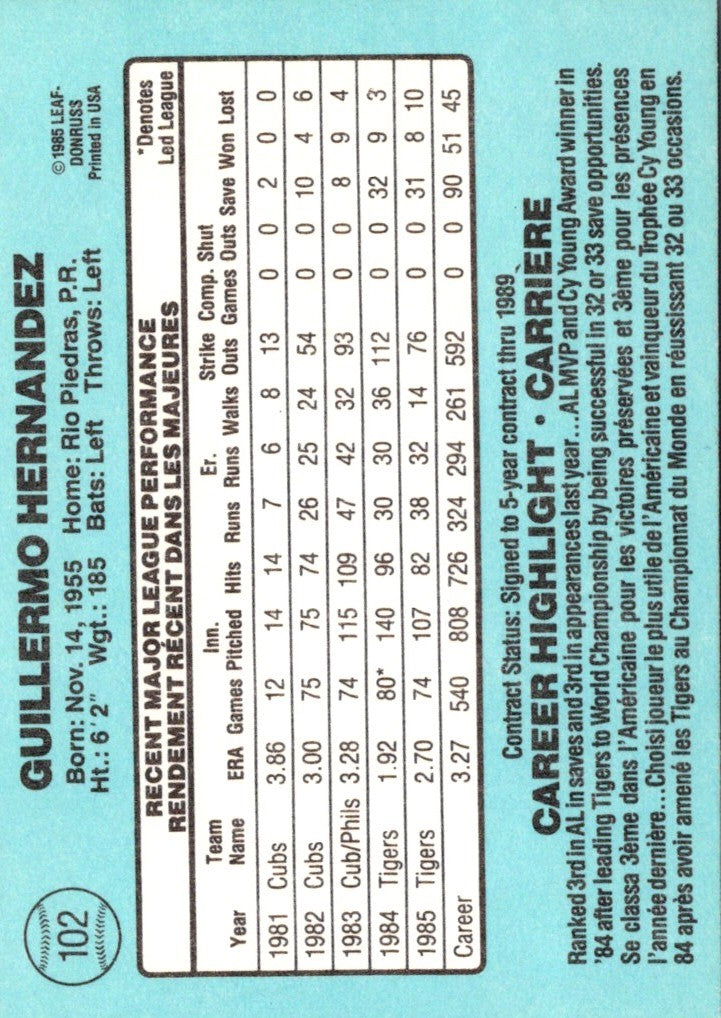 102
GUILLERMO HERNANDEZ
Born: Nov. 14, 1955 Home: Rio Piedras, P.R.
Ht.: 6'2" Wgt.: 185 Bats: Left Throws: Left
©1985 LEAF-
DONRUSS
Printed in USA
RECENT MAJOR LEAGUE PERFORMANCE
RENDEMENT RÉCENT DANS LES MAJEURES
*Denotes
Led League
Team Inn. Er. Strike Comp. Shut
Year Name ERA Games Pitched Hits Runs Runs Walks Outs Games Outs Save Won Lost
1981 Cubs 3.86 12 14 14 7 6 8 13 0 0 2 0 0
1982 Cubs 3.00 75 75 74 26 25 24 54 0 0 10 4 6
1983 Cub/Phils 3.28 74 115 109 47 42 32 93 0 0 8 9 4
1984 Tigers 1.92 80* 140 96 30 30 36 112 0 0 32 9 3
1985 Tigers 2.70 74 107 82 38 32 14 76 0 0 31 8 10
Career 3.27 540 808 726 324 294 261 592 0 0 90 51 45
Contract Status: Signed to 5-year contract thru 1989
CAREER HIGHLIGHT • CARRIÈRE
Ranked 3rd in AL in saves and 3rd in appearances last year...AL MVP and Cy Young Award winner in
'84 after leading Tigers to World Championship by being successful in 32 or 33 save opportunities.
Se classa 3ème dans l'Américaine pour les victoires préservées et 3ème pour les présences
l'année dernière...Choisi joueur le plus utile de l'Américaine et vainqueur du Trophée Cy Young en
84 après avoir amené les Tigers au Championnat du Monde en réussissant 32 ou 33 occasions.